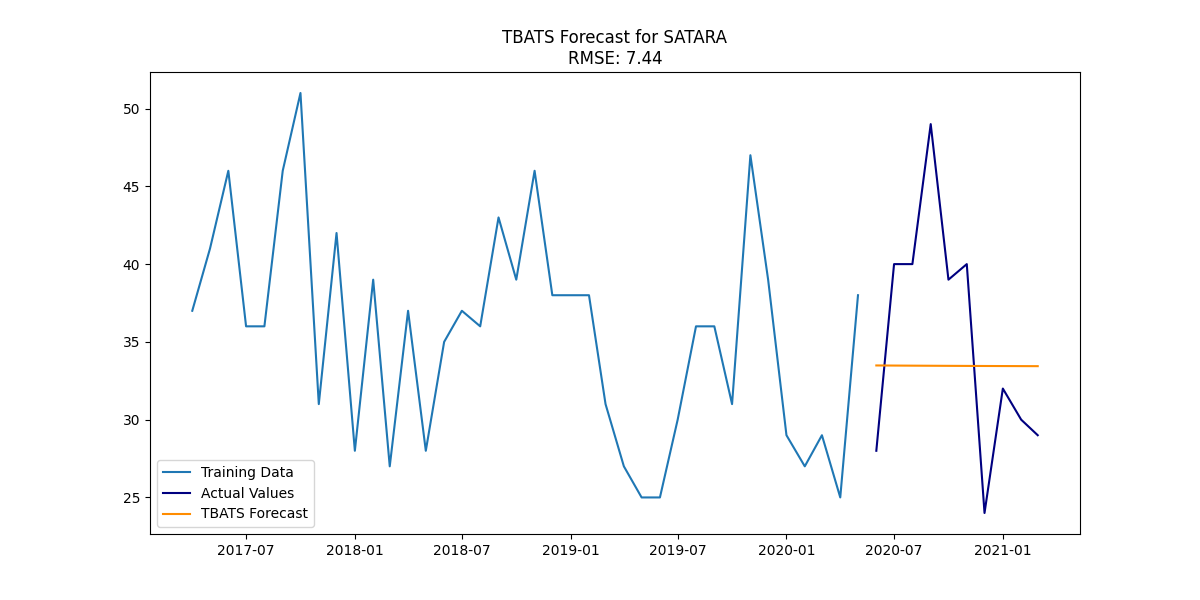 TBATS Forecast for SATARA
RMSE: 7.44
50
45
40
35
30
25
Training Data
Actual Values
TBATS Forecast
2017-07
2018-01
2018-07
2019-01
2019-07
2020-01
2020-07
2021-01